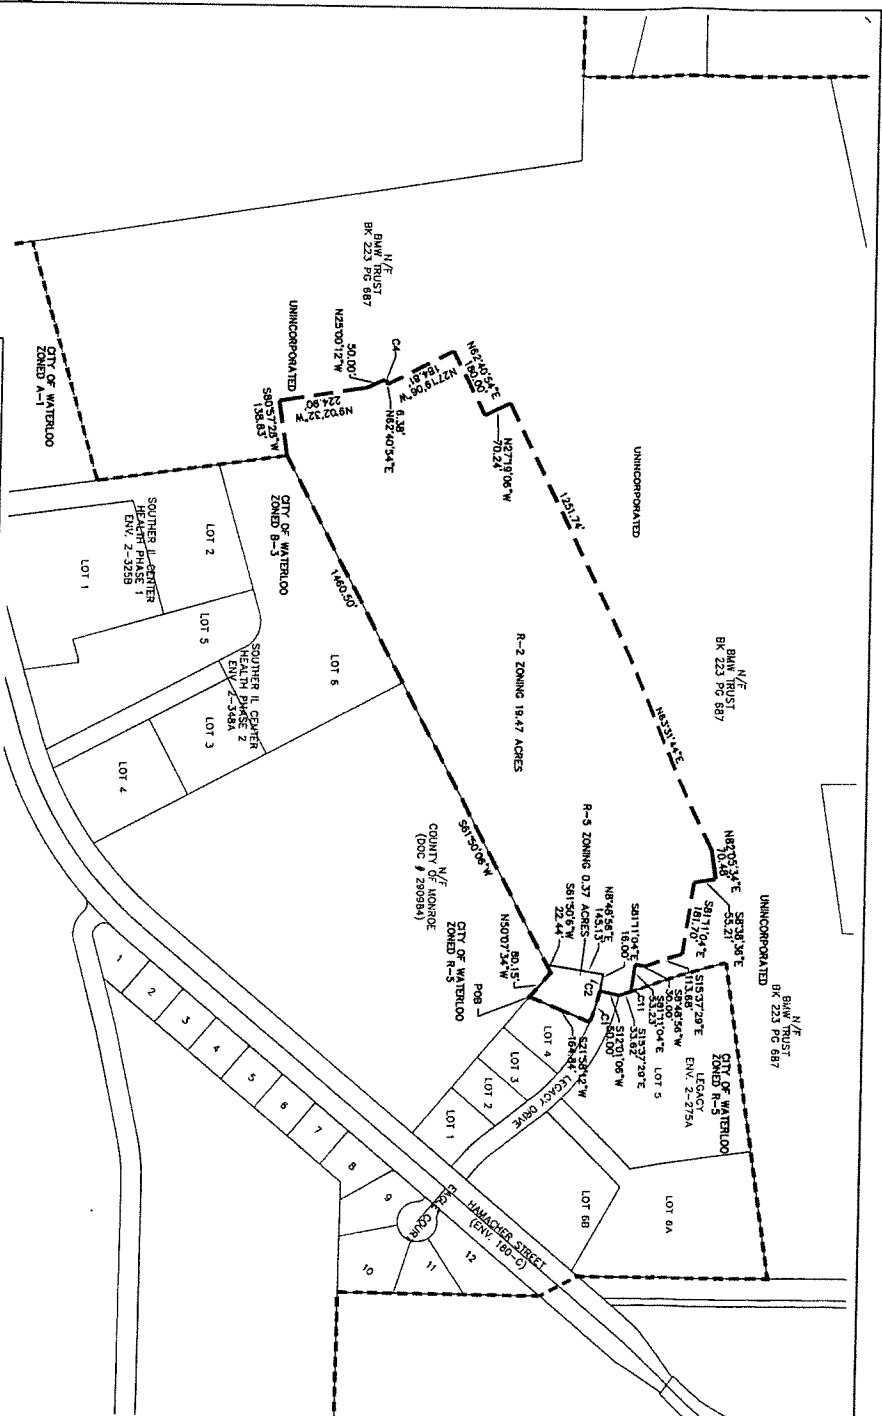 N/F
BMW TRUST
BK 223 PG 687
UNINCORPORATED
CITY OF WATERLOO
ZONED A-1
N25°00'12"W
50.00'
C4
6.38'
N62°40'54"E
N9°02'32"W
224.90'
S80°57'28"W
138.83'
N27°19'06"W
184.81'
N62°40'54"E
180.00'
N27°19'06"W
70.24'
1251.74'
N63°31'44"E
UNINCORPORATED
N/F
BMW TRUST
BK 223 PG 687
R-2 ZONING 19.47 ACRES
1460.50'
S61°50'06"W
CITY OF WATERLOO
ZONED B-3
LOT 6
LOT 2
SOUTHER IL CENTER
HEALTH PHASE 1
ENV. 2-325B
LOT 1
LOT 5
SOUTHER IL CENTER
HEALTH PHASE 2
ENV. 2-348A
LOT 3
LOT 4
N/F
COUNTY OF MONROE
(DOC # 290984)
CITY OF WATERLOO
ZONED R-5
POB
80.15'
N50°07'34"W
S61°50'6"W
22.44'
R-5 ZONING 0.37 ACRES
N8°48'56"E
145.13'
S81°11'04"E
16.00'
C2
N82°05'34"E
70.48'
S8°38'36"E
55.21'
S81°11'04"E
181.70'
UNINCORPORATED
N/F
BMW TRUST
BK 223 PG 687
S15°37'29"E
113.68'
S8°48'56"W
30.00'
S81°11'04"E
53.23'
C11
S15°37'29"E
33.62'
S12°01'06"W
50.00'
C1
S21°58'12"W
164.84'
CITY OF WATERLOO
ZONED R-5
LEGACY
ENV. 2-275A
LOT 5
LOT 4
LOT 3
LOT 2
LOT 1
LEGACY DRIVE
LOT 6A
LOT 6B
HAMACHER STREET
(ENV. 180-C)
EAGLE COURT
1
2
3
4
5
6
7
8
9
10
11
12